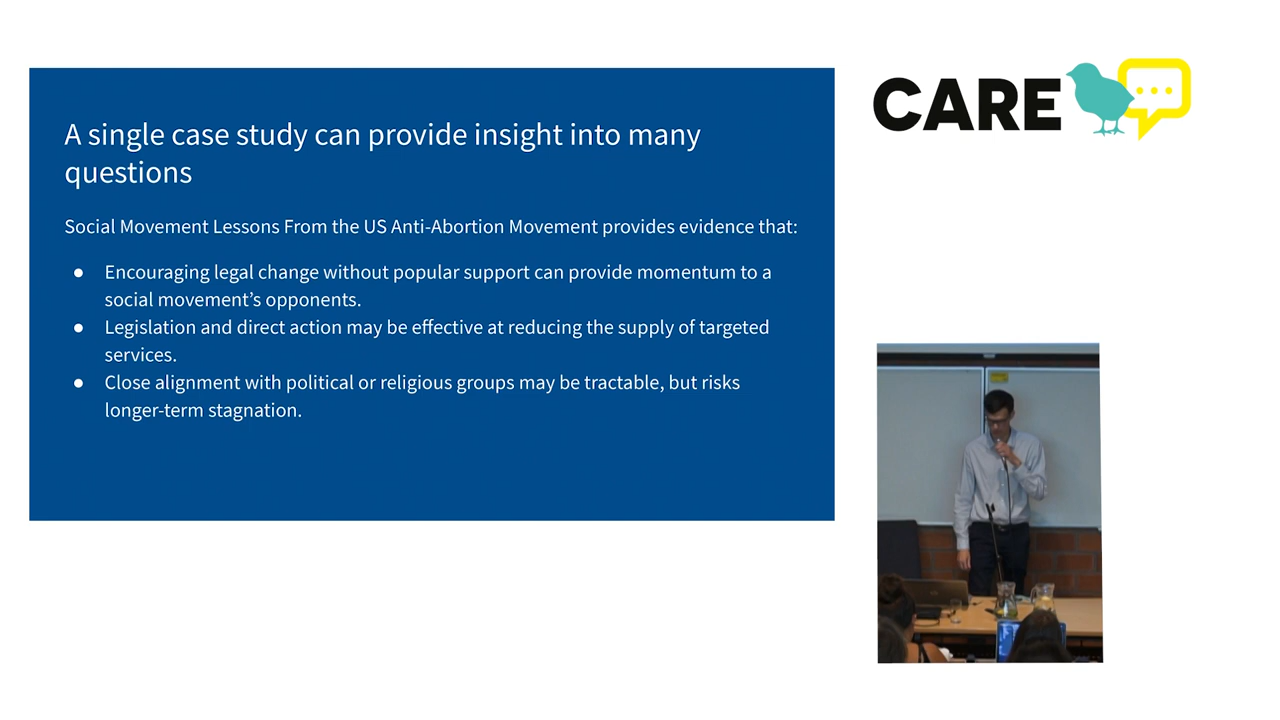 A single case study can provide insight into many
questions
Social Movement Lessons From the US Anti-Abortion Movement provides evidence that:
● Encouraging legal change without popular support can provide momentum to a
social movement’s opponents.
● Legislation and direct action may be effective at reducing the supply of targeted
services.
● Close alignment with political or religious groups may be tractable, but risks
longer-term stagnation.
CARE